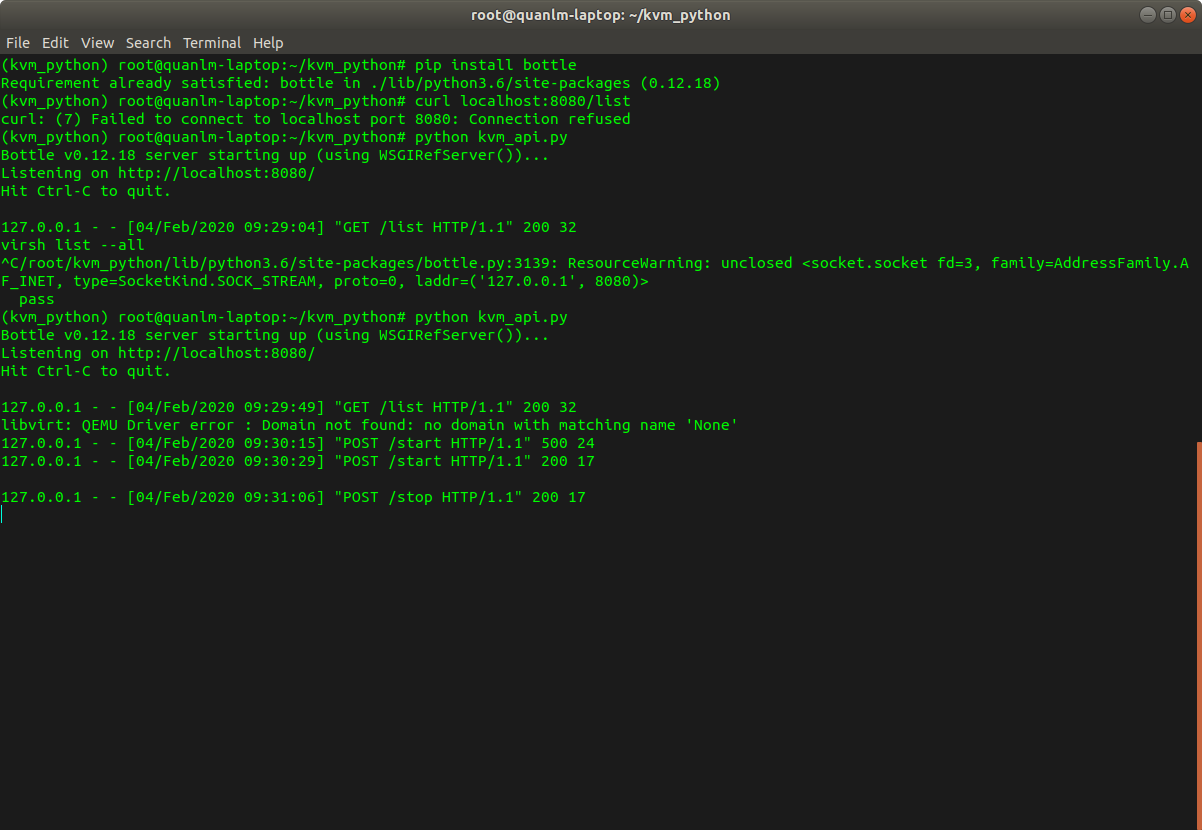 root@quanlm-laptop: ~/kvm_python
File Edit View Search Terminal Help
(kvm_python) root@quanlm-laptop:~/kvm_python# pip install bottle
Requirement already satisfied: bottle in ./lib/python3.6/site-packages (0.12.18)
(kvm_python) root@quanlm-laptop:~/kvm_python# curl localhost:8080/list
curl: (7) Failed to connect to localhost port 8080: Connection refused
(kvm_python) root@quanlm-laptop:~/kvm_python# python kvm_api.py
Bottle v0.12.18 server starting up (using WSGIRefServer())...
Listening on http://localhost:8080/
Hit Ctrl-C to quit.
127.0.0.1 - - [04/Feb/2020 09:29:04] "GET /list HTTP/1.1" 200 32
virsh list --all
^C/root/kvm_python/lib/python3.6/site-packages/bottle.py:3139: ResourceWarning: unclosed <socket.socket fd=3, family=AddressFamily.A
F_INET, type=SocketKind.SOCK_STREAM, proto=0, laddr=('127.0.0.1', 8080)>
  pass
(kvm_python) root@quanlm-laptop:~/kvm_python# python kvm_api.py
Bottle v0.12.18 server starting up (using WSGIRefServer())...
Listening on http://localhost:8080/
Hit Ctrl-C to quit.
127.0.0.1 - - [04/Feb/2020 09:29:49] "GET /list HTTP/1.1" 200 32
libvirt: QEMU Driver error : Domain not found: no domain with matching name 'None'
127.0.0.1 - - [04/Feb/2020 09:30:15] "POST /start HTTP/1.1" 500 24
127.0.0.1 - - [04/Feb/2020 09:30:29] "POST /start HTTP/1.1" 200 17
127.0.0.1 - - [04/Feb/2020 09:31:06] "POST /stop HTTP/1.1" 200 17